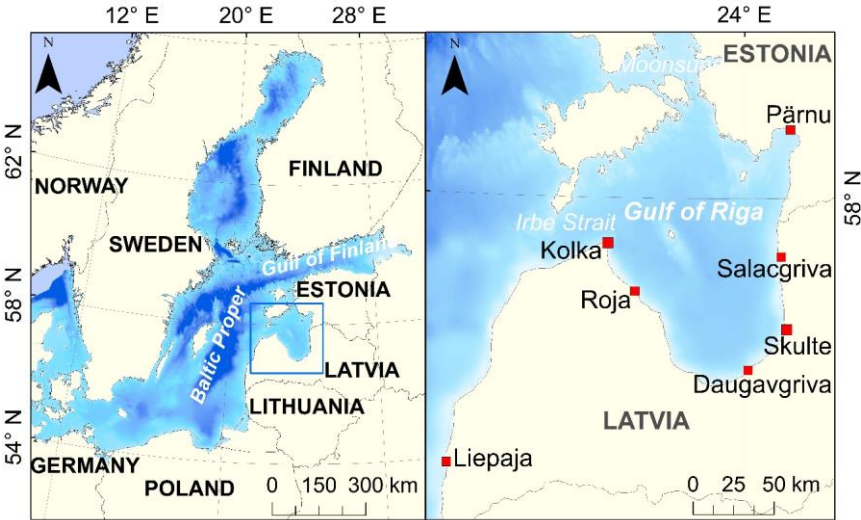 12° E
20° E
28° E
24° E
N
62° N
58° N
54° N
NORWAY
FINLAND
SWEDEN
Gulf of Finlan
ESTONIA
Baltic Proper
LATVIA
LITHUANIA
GERMANY
POLAND
0 150 300 km
N
ESTONIA
Pärnu
58° N
Irbe Strait
Gulf of Riga
Kolka
Salacgriva
Roja
Skulte
Daugavgriva
LATVIA
Liepaja
0 25 50 km